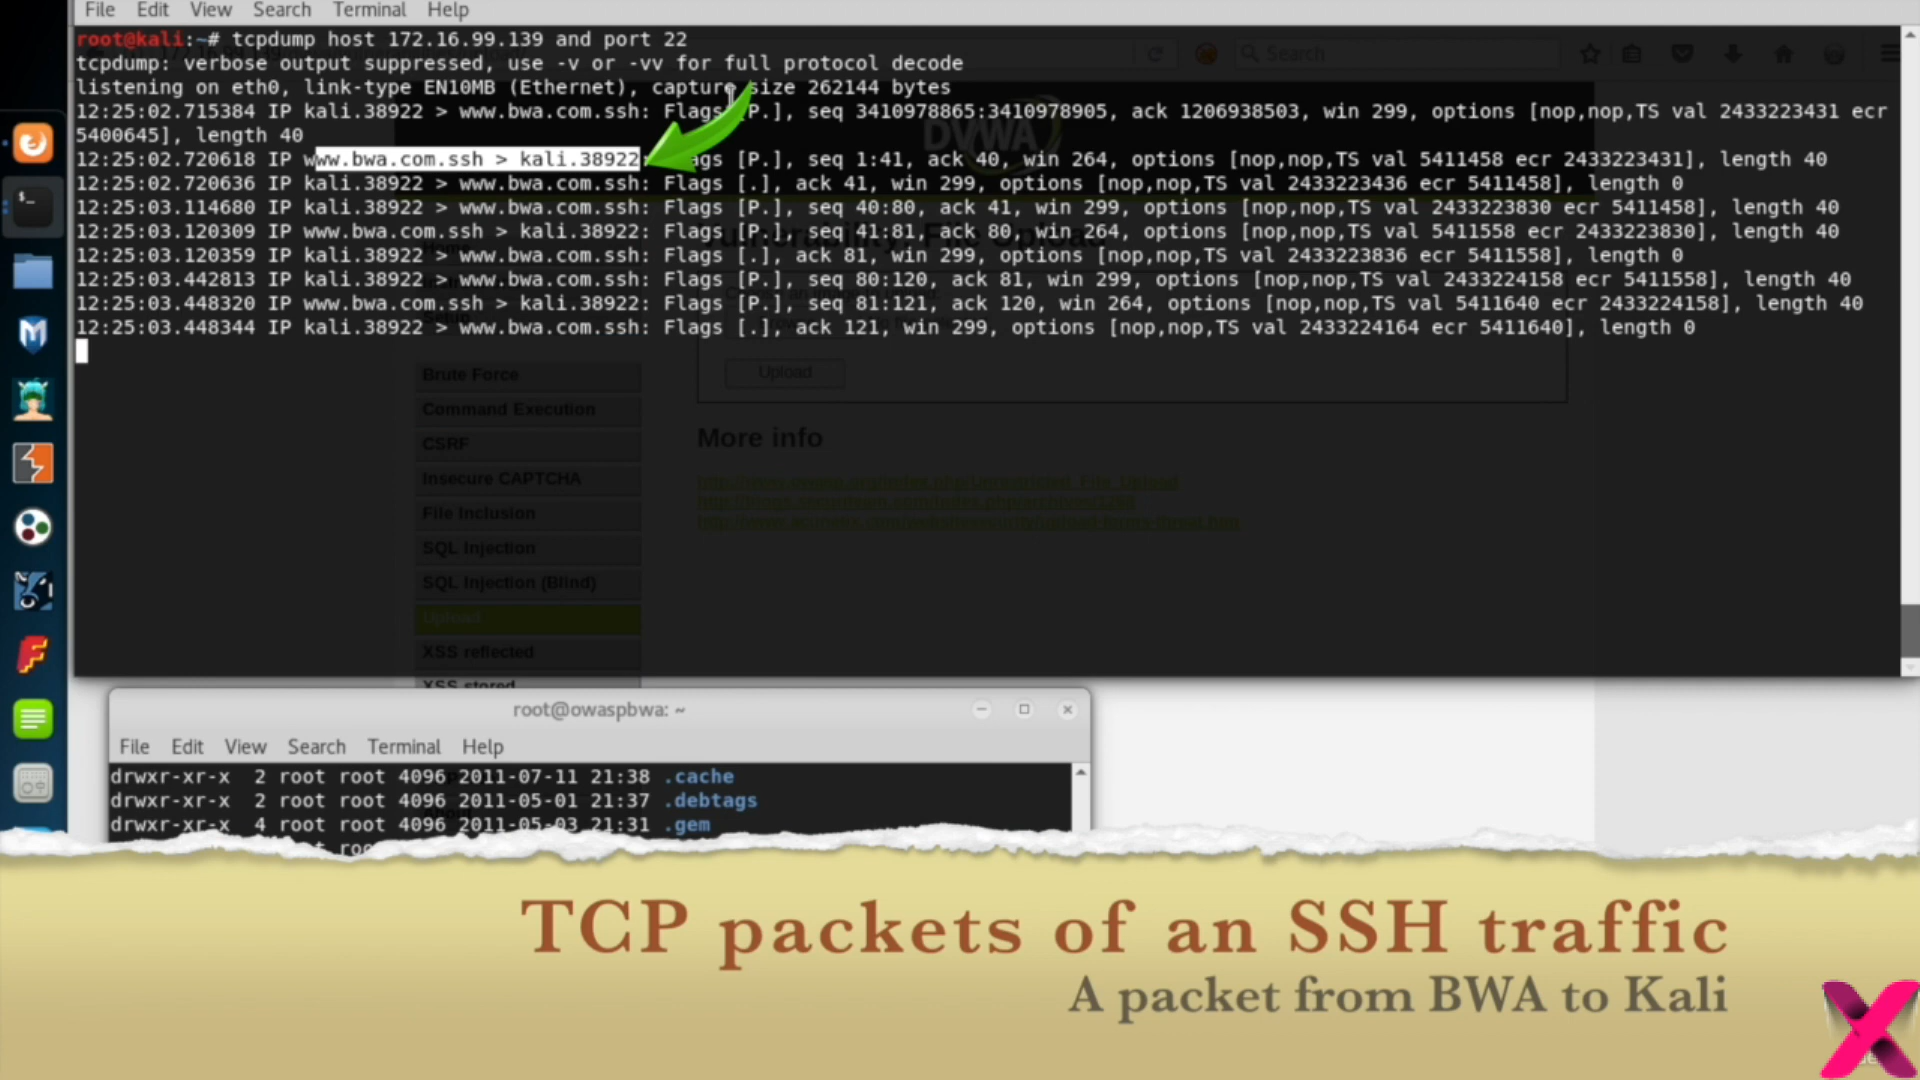 File Edit View Search Terminal Help
root@kali:~# tcpdump host 172.16.99.139 and port 22
tcpdump: verbose output suppressed, use -v or -vv for full protocol decode
listening on eth0, link-type EN10MB (Ethernet), capture size 262144 bytes
12:25:02.715384 IP kali.38922 > www.bwa.com.ssh: Flags [P.], seq 3410978865:3410978905, ack 1206938503, win 299, options [nop,nop,TS val 2433223431 ecr
5400645], length 40
12:25:02.720618 IP www.bwa.com.ssh > kali.38922: Flags [P.], seq 1:41, ack 40, win 264, options [nop,nop,TS val 5411458 ecr 2433223431], length 40
12:25:02.720636 IP kali.38922 > www.bwa.com.ssh: Flags [.], ack 41, win 299, options [nop,nop,TS val 2433223436 ecr 5411458], length 0
12:25:03.114680 IP kali.38922 > www.bwa.com.ssh: Flags [P.], seq 40:80, ack 41, win 299, options [nop,nop,TS val 2433223830 ecr 5411458], length 40
12:25:03.120309 IP www.bwa.com.ssh > kali.38922: Flags [P.], seq 41:81, ack 80, win 264, options [nop,nop,TS val 5411558 ecr 2433223830], length 40
12:25:03.120359 IP kali.38922 > www.bwa.com.ssh: Flags [.], ack 81, win 299, options [nop,nop,TS val 2433223836 ecr 5411558], length 0
12:25:03.442813 IP kali.38922 > www.bwa.com.ssh: Flags [P.], seq 80:120, ack 81, win 299, options [nop,nop,TS val 2433224158 ecr 5411558], length 40
12:25:03.448320 IP www.bwa.com.ssh > kali.38922: Flags [P.], seq 81:121, ack 120, win 264, options [nop,nop,TS val 5411640 ecr 2433224158], length 40
12:25:03.448344 IP kali.38922 > www.bwa.com.ssh: Flags [.], ack 121, win 299, options [nop,nop,TS val 2433224164 ecr 5411640], length 0
Search
DVWA
Vulnerability: File Upload
Home
Setup
Brute Force
Upload
Command Execution
CSRF
More info
Insecure CAPTCHA
File Inclusion
SQL Injection
SQL Injection (Blind)
Upload
XSS reflected
XSS stored
root@owaspbwa: ~
File Edit View Search Terminal Help
drwxr-xr-x 2 root root 4096 2011-07-11 21:38 .cache
drwxr-xr-x 2 root root 4096 2011-05-01 21:37 .debtags
drwxr-xr-x 4 root root 4096 2011-05-03 21:31 .gem
TCP packets of an SSH traffic
A packet from BWA to Kali